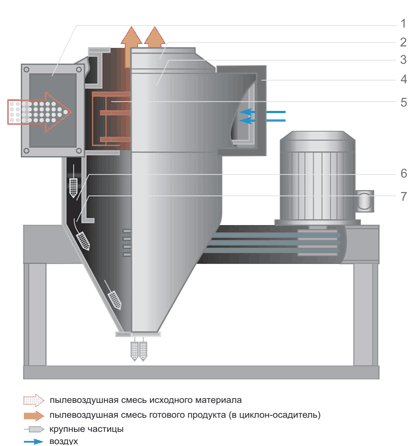 1
2
3
4
5
6
7
пылевоздушная смесь исходного материала
пылевоздушная смесь готового продукта (в циклон-осадитель)
крупные частицы
воздух